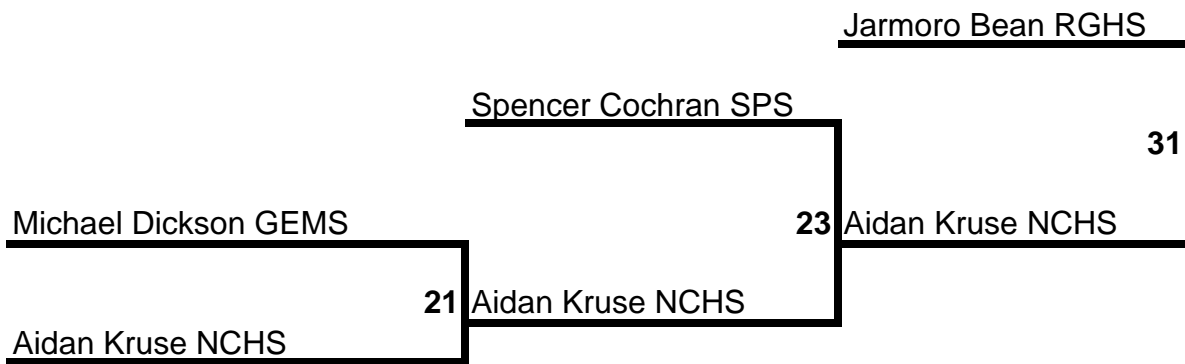 Jarmoro Bean RGHS
Spencer Cochran SPS
31
Michael Dickson GEMS
23 Aidan Kruse NCHS
21 Aidan Kruse NCHS
Aidan Kruse NCHS